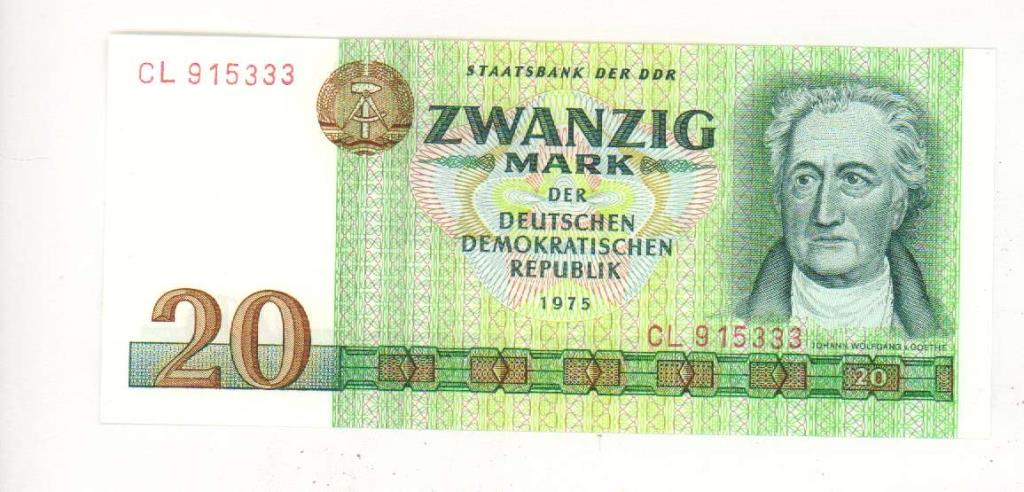 CL 915333
STAATSBANK DER DDR
ZWANZIG
MARK
DER
DEUTSCHEN
DEMOKRATISCHEN
REPUBLIK
1975
CL 915333
JOHANN WOLFGANG v. GOETHE
20
20